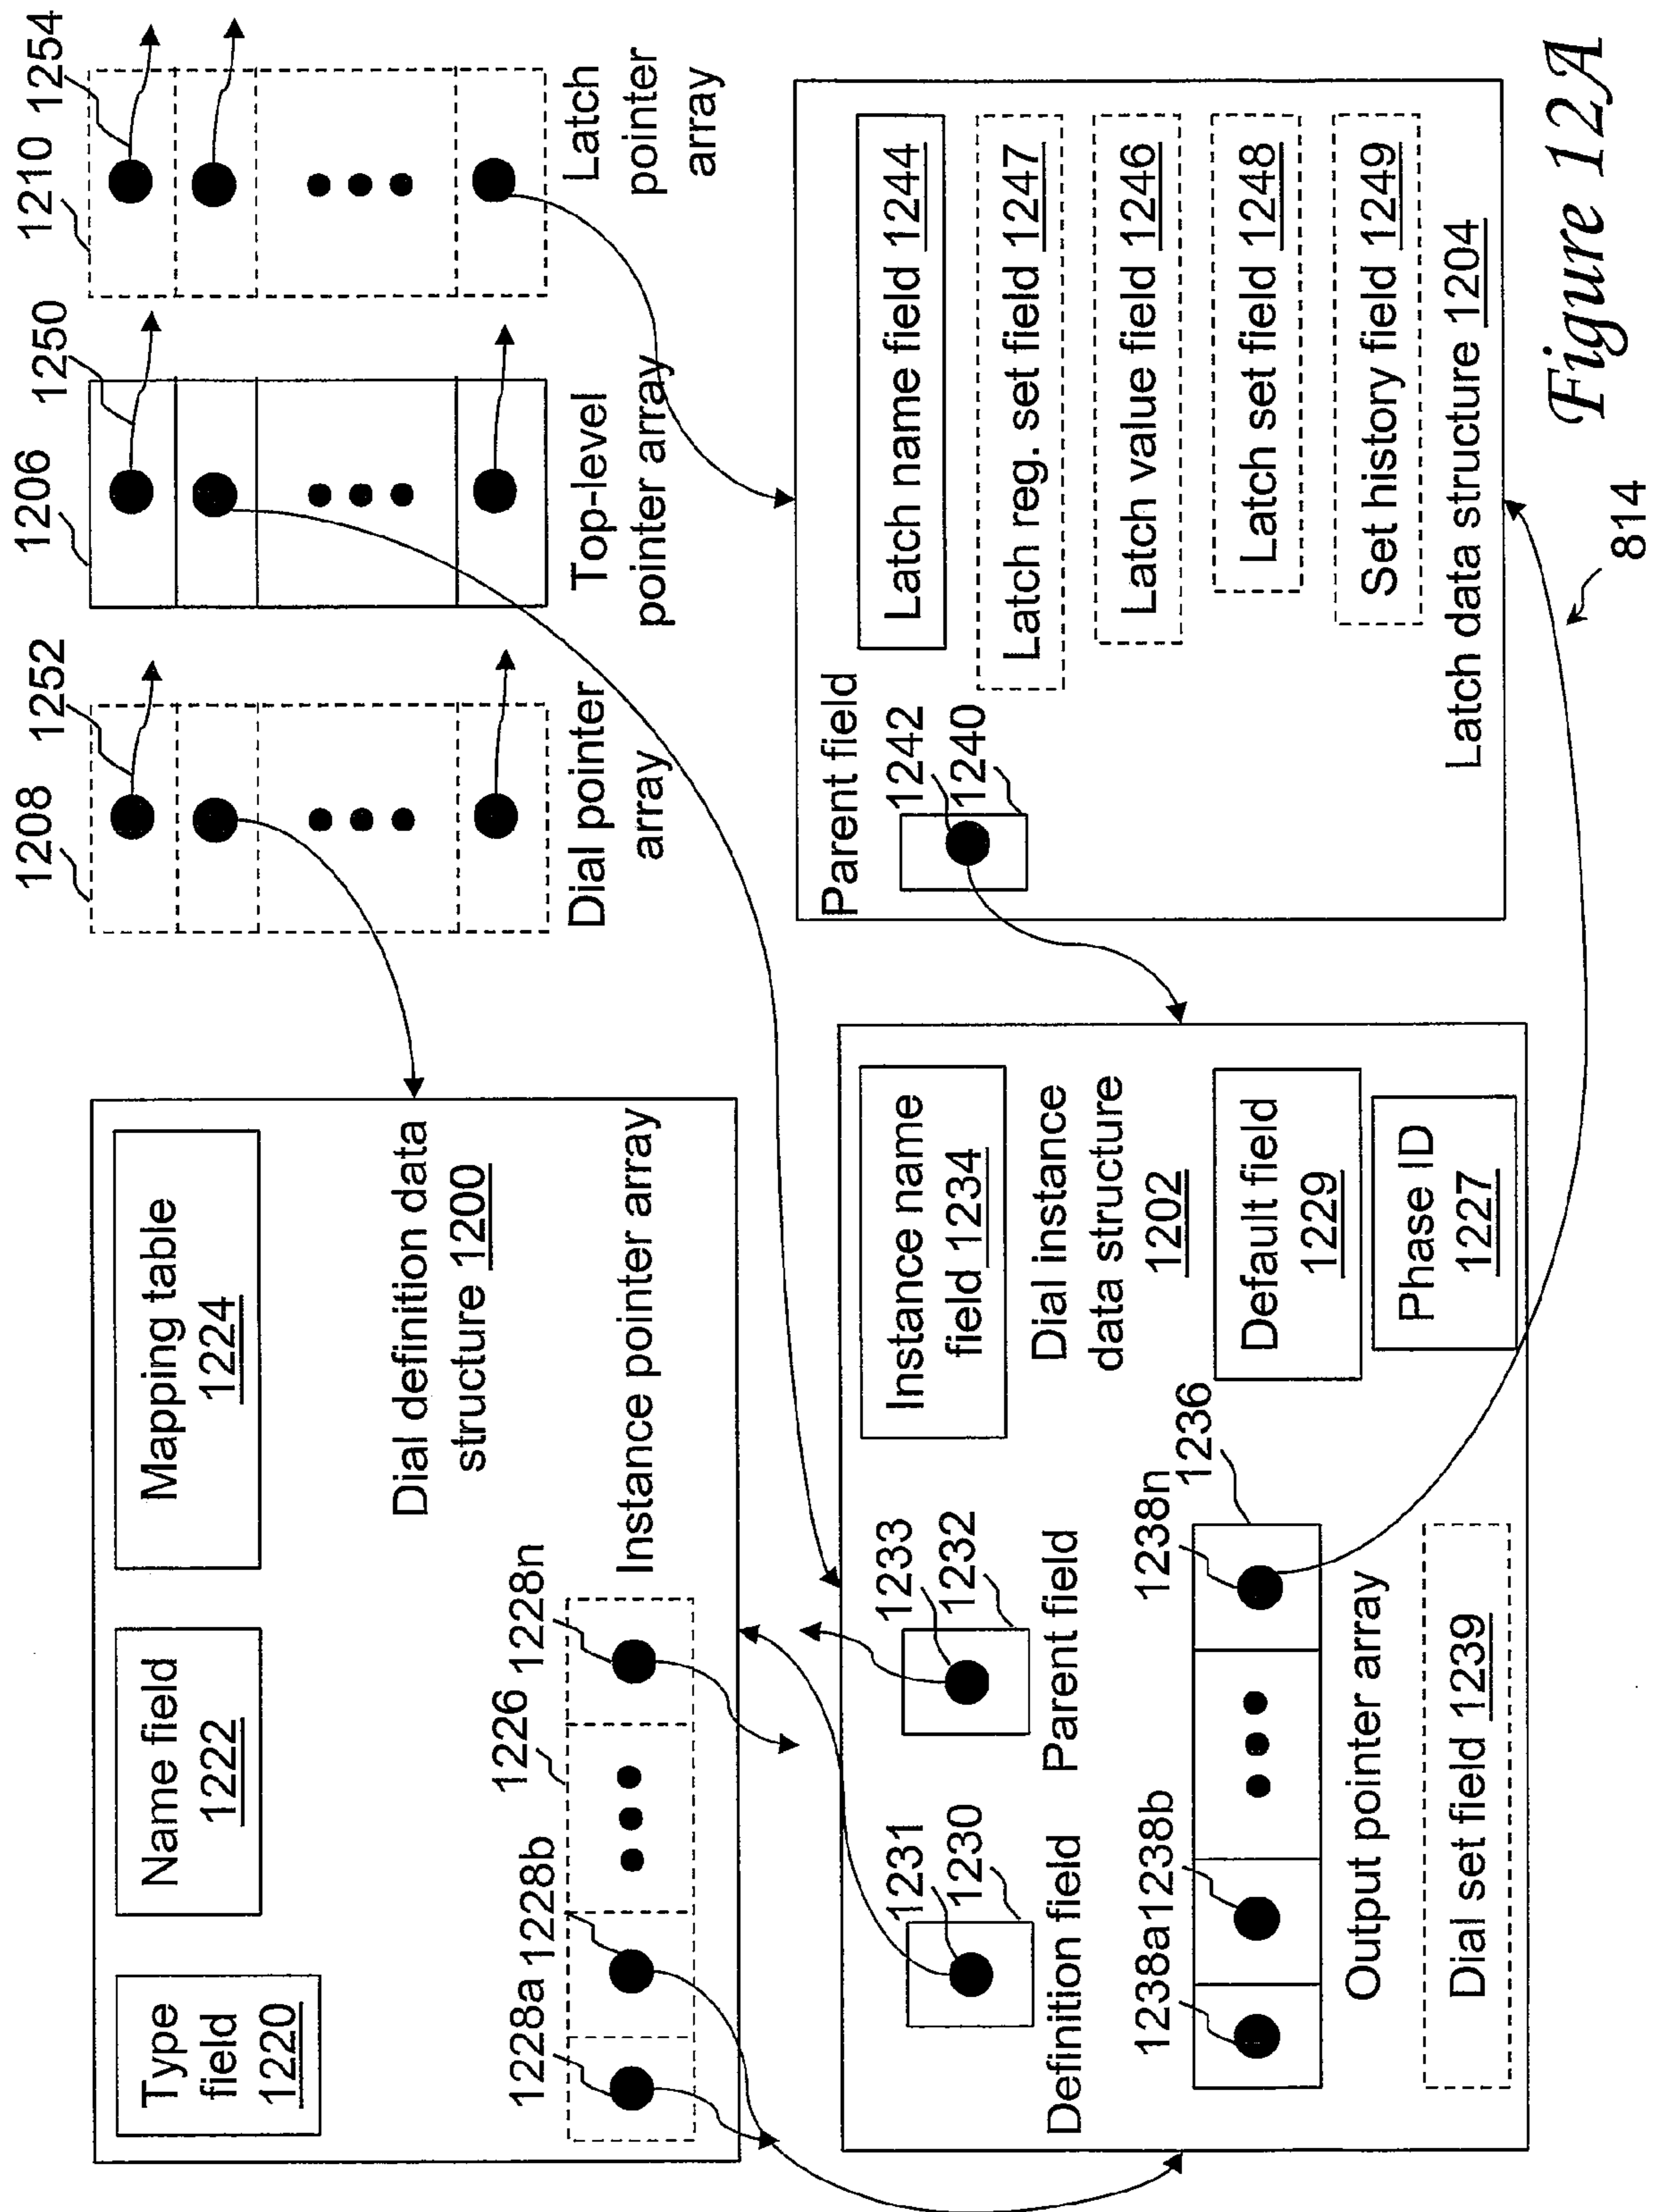 Type
field
1220
Name field
1222
Mapping table
1224
Dial definition data
structure 1200
1228a
1228b
1226
1228n
Instance pointer array
1208
1252
Dial pointer
array
1206
1250
Top-level
pointer array
1210
1254
Latch
pointer
array
1231
1230
Definition field
1233
1232
Parent field
Instance name
field 1234
Dial instance
data structure
1202
1238a
1238b
1238n
1236
Output pointer array
Default field
1229
Phase ID
1227
Dial set field 1239
Parent field
1242
1240
Latch name field 1244
Latch reg. set field 1247
Latch value field 1246
Latch set field 1248
Set history field 1249
Latch data structure 1204
814
Figure 12A